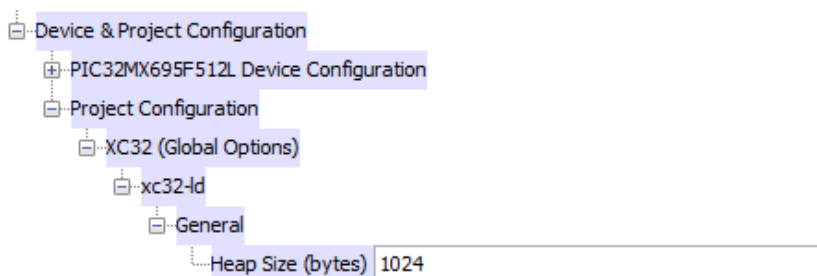 Device & Project Configuration
PIC32MX695F512L Device Configuration
Project Configuration
XC32 (Global Options)
xc32-ld
General
Heap Size (bytes) 1024